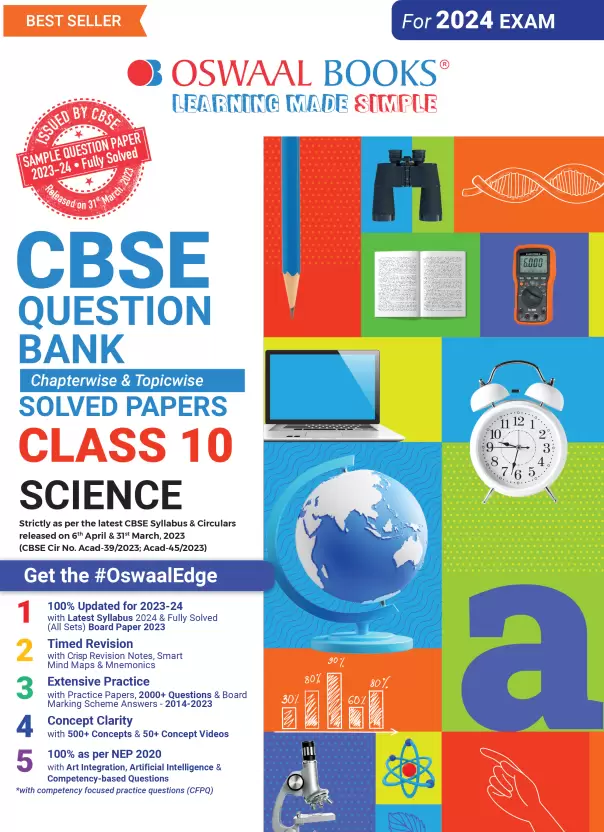 BEST SELLER
For 2024 EXAM
OSWAAL BOOKS®
LEARNING MADE SIMPLE
ISSUED BY CBSE
SAMPLE QUESTION PAPER
2023-24 • Fully Solved
Released on 31st March, 2023
CBSE
QUESTION
BANK
Chapterwise & Topicwise
SOLVED PAPERS
CLASS 10
SCIENCE
Strictly as per the latest CBSE Syllabus & Circulars
released on 6th April & 31st March, 2023
(CBSE Cir No. Acad-39/2023; Acad-45/2023)
Get the #OswaalEdge
1 100% Updated for 2023-24
with Latest Syllabus 2024 & Fully Solved
(All Sets) Board Paper 2023
2 Timed Revision
with Crisp Revision Notes, Smart
Mind Maps & Mnemonics
3 Extensive Practice
with Practice Papers, 2000+ Questions & Board
Marking Scheme Answers - 2014-2023
4 Concept Clarity
with 500+ Concepts & 50+ Concept Videos
5 100% as per NEP 2020
with Art Integration, Artificial Intelligence &
Competency-based Questions
*with competency focused practice questions (CFPQ)
6.000
12 1 2 3 4 5 6 7 8 9 10 11
a
30% 80% 90% 60% 80%